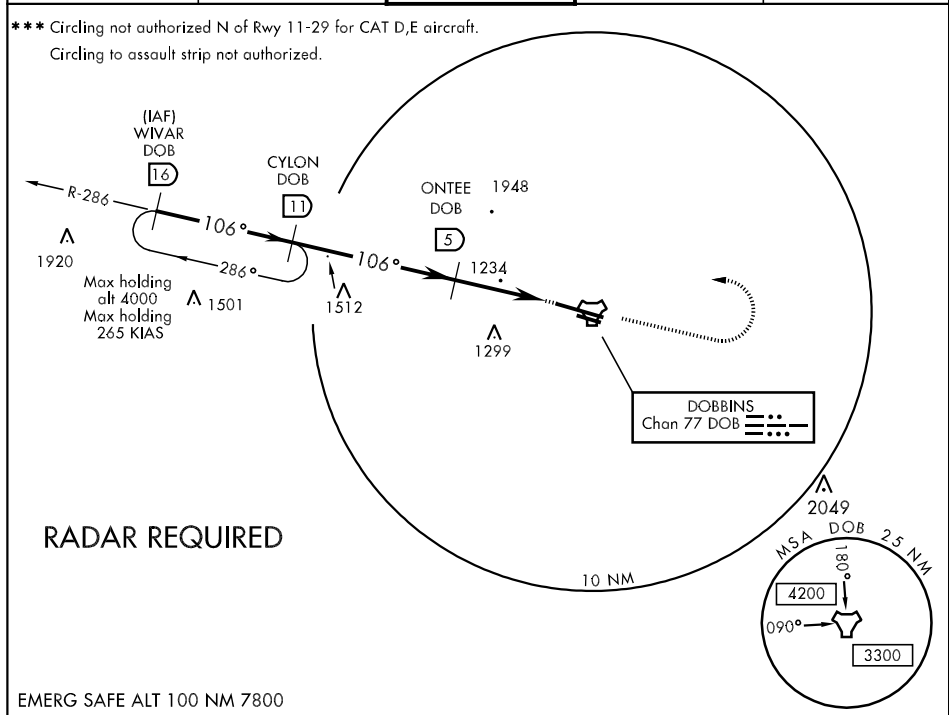 *** Circling not authorized N of Rwy 11-29 for CAT D,E aircraft.
Circling to assault strip not authorized.
(IAF)
WIVAR
DOB
16
CYLON
DOB
11
ONTEE
DOB
5
1948
R-286
106°
106°
286°
1234
1920
Max holding
alt 4000
Max holding
265 KIAS
1501
1512
1299
DOBBINS
Chan 77 DOB
2049
RADAR REQUIRED
10 NM
MSA DOB 25 NM
180°
4200
090°
3300
EMERG SAFE ALT 100 NM 7800